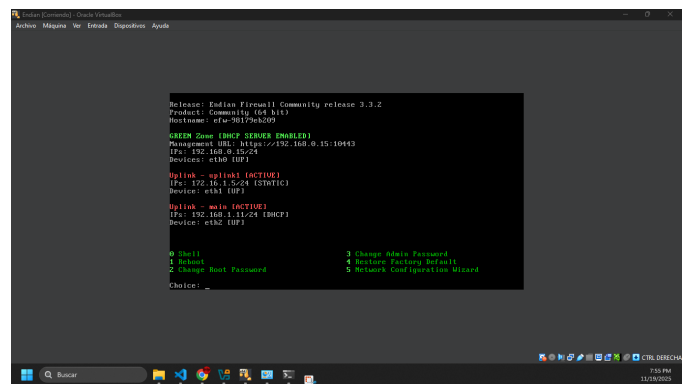 Endian [Corriendo] - Oracle VirtualBox
Archivo Máquina Ver Entrada Dispositivos Ayuda
Release: Endian Firewall Community release 3.3.2
Product: Community (64 bit)
Hostname: efw-98179eb209
GREEN Zone [DHCP SERVER ENABLED]
Management URL: https://192.168.0.15:10443
IPs: 192.168.0.15/24
Devices: eth0 [UP]
Uplink - uplink1 [ACTIVE]
IPs: 172.16.1.5/24 [STATIC]
Device: eth1 [UP]
Uplink - main [ACTIVE]
IPs: 192.168.1.11/24 [DHCP]
Device: eth2 [UP]
0 Shell 3 Change Admin Password
1 Reboot 4 Restore Factory Default
2 Change Root Password 5 Network Configuration Wizard
Choice: _
CTRL DERECHA
Buscar
7:55 PM
11/19/2025